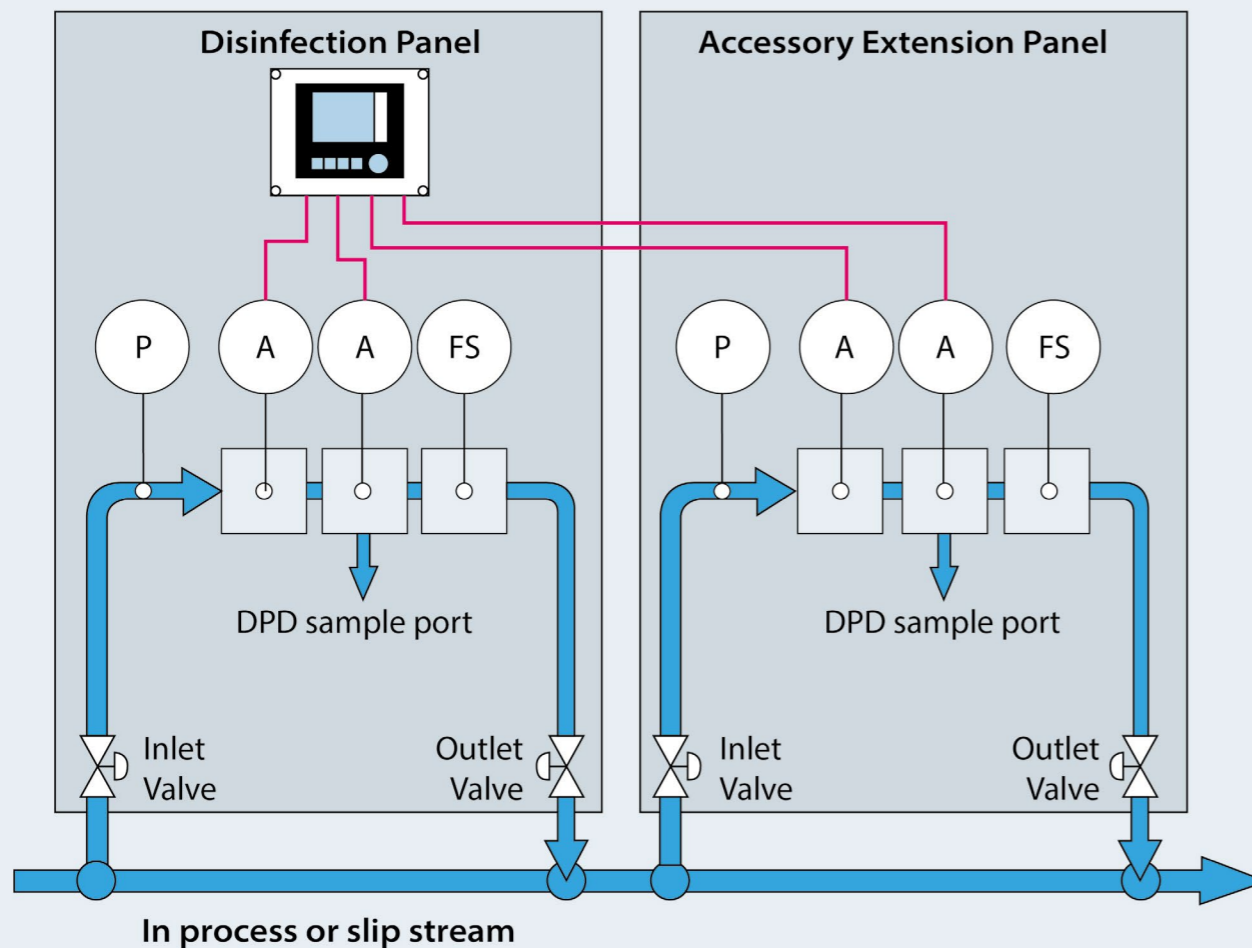 Disinfection Panel
Accessory Extension Panel
P
A
A
FS
P
A
A
FS
DPD sample port
DPD sample port
Inlet
Valve
Outlet
Valve
Inlet
Valve
Outlet
Valve
In process or slip stream